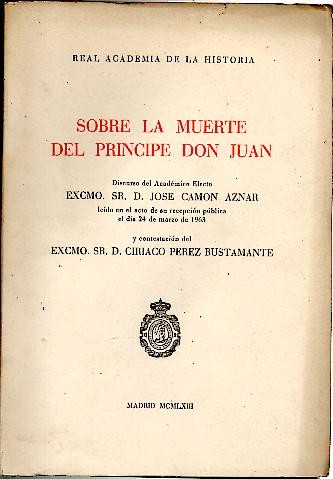 REAL ACADEMIA DE LA HISTORIA
SOBRE LA MUERTE
DEL PRINCIPE DON JUAN
Discurso del Académico Electo
EXCMO. SR. D. JOSE CAMON AZNAR
leído en el acto de su recepción pública
el día 24 de marzo de 1963
y contestación del
EXCMO. SR. D. CIRIACO PEREZ BUSTAMANTE
MADRID MCMLXIII